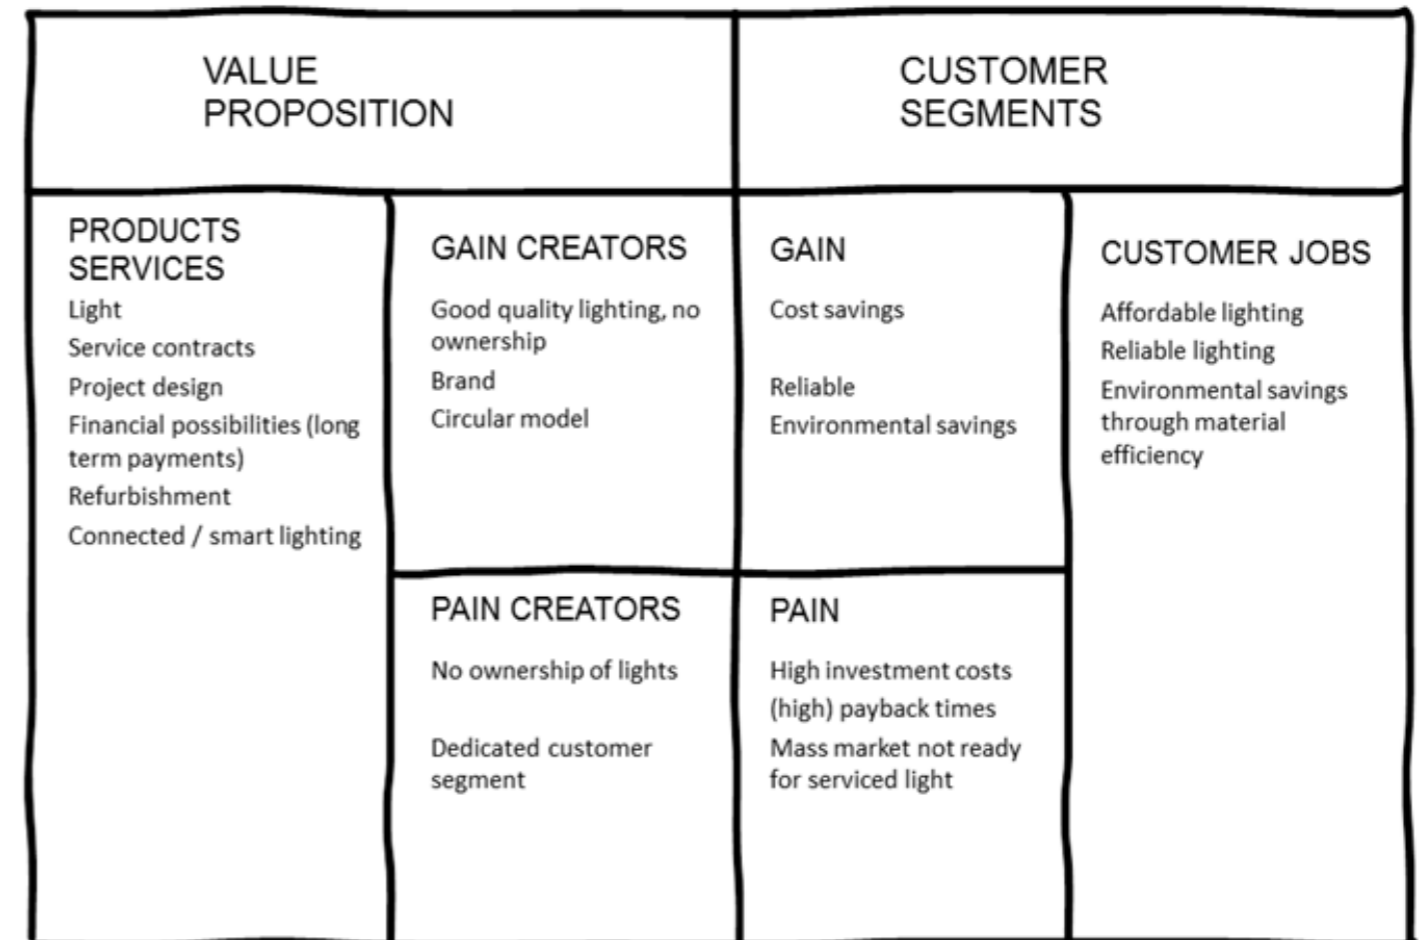 VALUE
PROPOSITION
CUSTOMER
SEGMENTS
PRODUCTS
SERVICES
Light
Service contracts
Project design
Financial possibilities (long
term payments)
Refurbishment
Connected / smart lighting
GAIN CREATORS
Good quality lighting, no
ownership
Brand
Circular model
GAIN
Cost savings
Reliable
Environmental savings
CUSTOMER JOBS
Affordable lighting
Reliable lighting
Environmental savings
through material
efficiency
PAIN CREATORS
No ownership of lights
Dedicated customer
segment
PAIN
High investment costs
(high) payback times
Mass market not ready
for serviced light